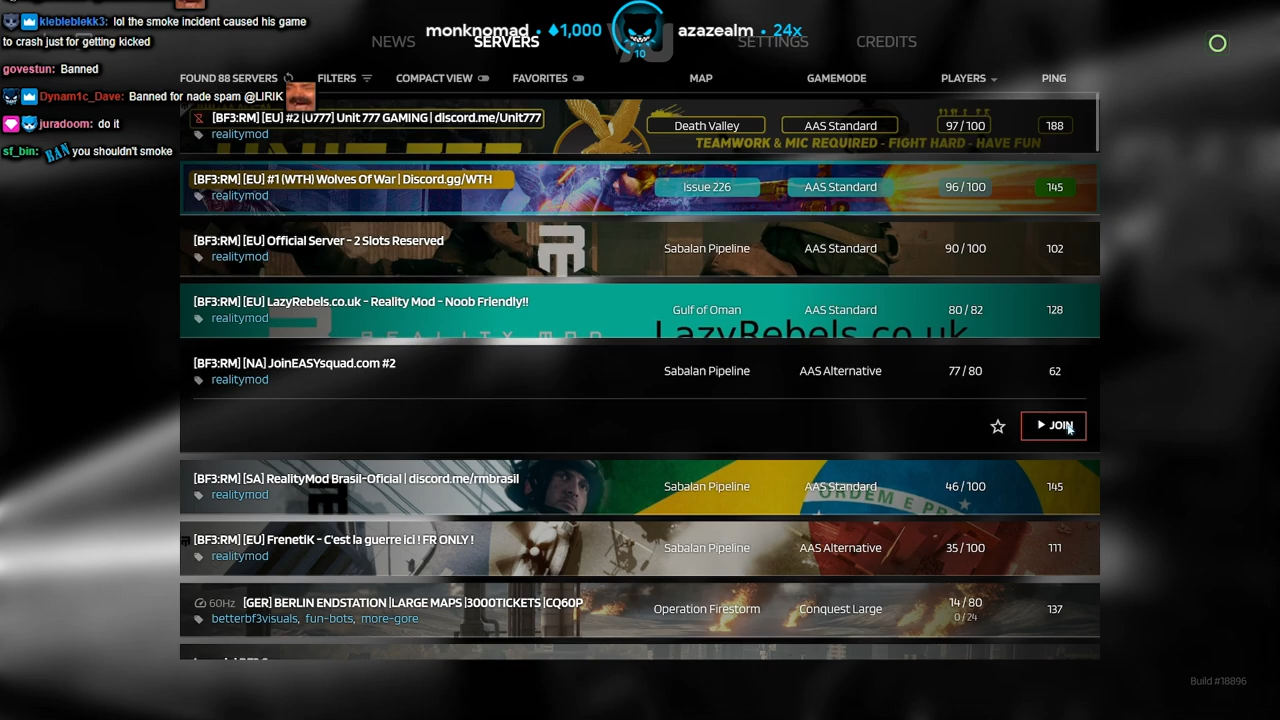 klebleblekk3: lol the smoke incident caused his game
to crash just for getting kicked
govestun: Banned
Dynam1c_Dave: Banned for nade spam @LIRIK
juradoom: do it
sf_bin: BAN you shouldn't smoke
monknomad • 1,000
10
azazealm • 24x
NEWS SERVERS SETTINGS CREDITS
FOUND 88 SERVERS FILTERS COMPACT VIEW FAVORITES MAP GAMEMODE PLAYERS PING
[BF3:RM] [EU] #2 [U777] Unit 777 GAMING | discord.me/Unit777 Death Valley AAS Standard 97 / 100 188
realitymod
TEAMWORK & MIC REQUIRED - FIGHT HARD - HAVE FUN
[BF3:RM] [EU] #1 (WTH) Wolves Of War | Discord.gg/WTH Issue 226 AAS Standard 96 / 100 145
realitymod
[BF3:RM] [EU] Official Server - 2 Slots Reserved Sabalan Pipeline AAS Standard 90 / 100 102
realitymod
[BF3:RM] [EU] LazyRebels.co.uk - Reality Mod - Noob Friendly!! Gulf of Oman AAS Standard 80 / 82 128
realitymod
REALITY MOD LazyRebels.co.uk
[BF3:RM] [NA] JoinEASYsquad.com #2 Sabalan Pipeline AAS Alternative 77 / 80 62
realitymod
JOIN
[BF3:RM] [SA] RealityMod Brasil-Oficial | discord.me/rmbrasil Sabalan Pipeline AAS Standard 46 / 100 145
realitymod
ORDEM E PR
[BF3:RM] [EU] FrenetiK - C'est la guerre ici ! FR ONLY ! Sabalan Pipeline AAS Alternative 35 / 100 111
realitymod
60Hz [GER] BERLIN ENDSTATION |LARGE MAPS |3000TICKETS |CQ60P Operation Firestorm Conquest Large 14 / 80 137
0 / 24
betterbf3visuals, fun-bots, more-gore
Build #18896